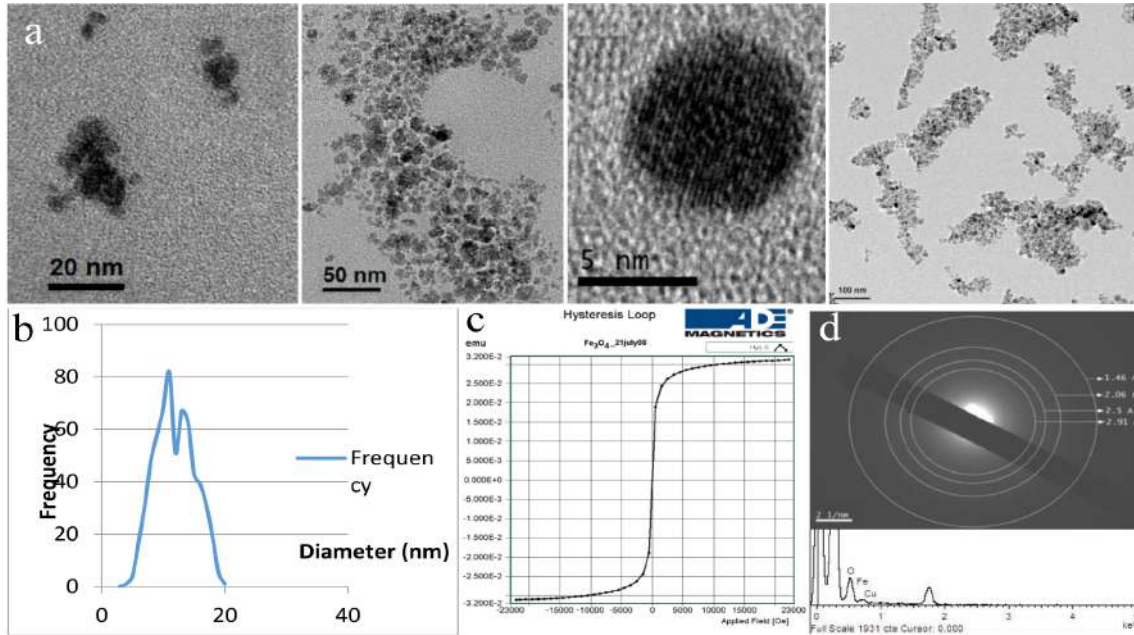 a
20 nm
50 nm
5 nm
100 nm
b
100
80
60
40
20
0
Frequency
Frequen
cy
Diameter (nm)
0
20
40
c
Hysteresis Loop
ADE
MAGNETICS
emu
Fe3O4_21july08
Hys X
3.200E-2
2.500E-2
2.000E-2
1.500E-2
1.000E-2
5.000E-3
0.000E+0
-5.000E-3
-1.000E-2
-1.500E-2
-2.000E-2
-2.500E-2
-3.200E-2
-23000
-15000
-10000
-5000
0
5000
10000
15000
23000
Applied Field [Oe]
d
1.46 A
2.06 A
2.5 A
2.91 A
2 1/nm
O
Fe
Cu
0
1
2
3
4
ke
Full Scale 1931 cts Cursor: 0.000